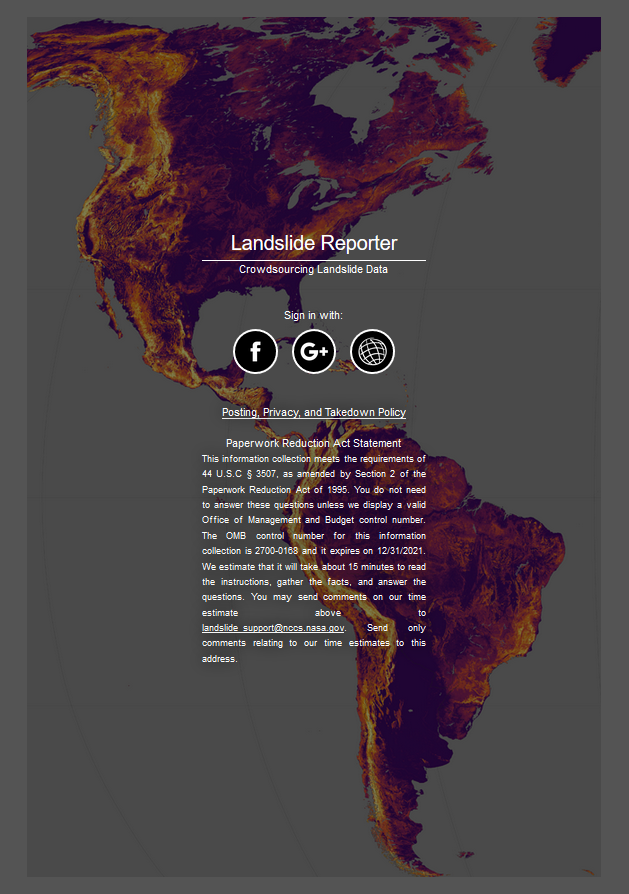 Landslide Reporter
Crowdsourcing Landslide Data
Sign in with:
f G+
Posting, Privacy, and Takedown Policy
Paperwork Reduction Act Statement
This information collection meets the requirements of
44 U.S.C § 3507, as amended by Section 2 of the
Paperwork Reduction Act of 1995. You do not need
to answer these questions unless we display a valid
Office of Management and Budget control number.
The OMB control number for this information
collection is 2700-0168 and it expires on 12/31/2021.
We estimate that it will take about 15 minutes to read
the instructions, gather the facts, and answer the
questions. You may send comments on our time
estimate above to
landslide_support@nccs.nasa.gov. Send only
comments relating to our time estimates to this
address.